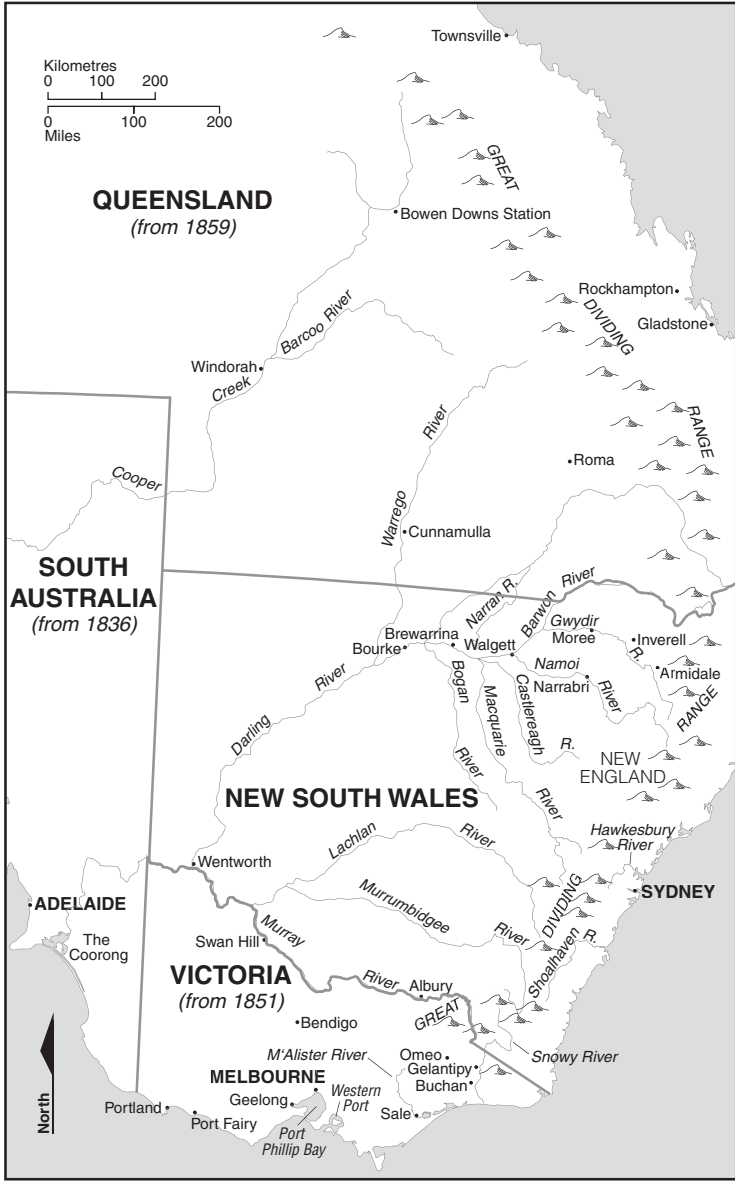 Townsville
Kilometres
0 100 200
0 100 200
Miles
GREAT
QUEENSLAND
(from 1859)
Bowen Downs Station
Rockhampton
DIVIDING
Gladstone
Barcoo River
Windorah
Creek
RANGE
River
Roma
Cooper
Warrego
Cunnamulla
SOUTH
AUSTRALIA
(from 1836)
Narran R.
Barwon River
Gwydir
R.
Moree
Inverell
Brewarrina
Walgett
Bourke
Namoi
River
Armidale
Narrabri
Bogan
River
Macquarie
River
Castlereagh
R.
RANGE
Darling River
NEW
ENGLAND
NEW SOUTH WALES
Hawkesbury
River
Lachlan River
Wentworth
DIVIDING
SYDNEY
ADELAIDE
Murrumbidgee
River
The
Coorong
Murray
River
Swan Hill
Shoalhaven R.
VICTORIA
(from 1851)
Albury
GREAT
Bendigo
M'Alister River
Omeo
Snowy River
Gelantipy
MELBOURNE
Buchan
Western
Port
Geelong
Portland
Port Fairy
Sale
Port
Phillip Bay
North